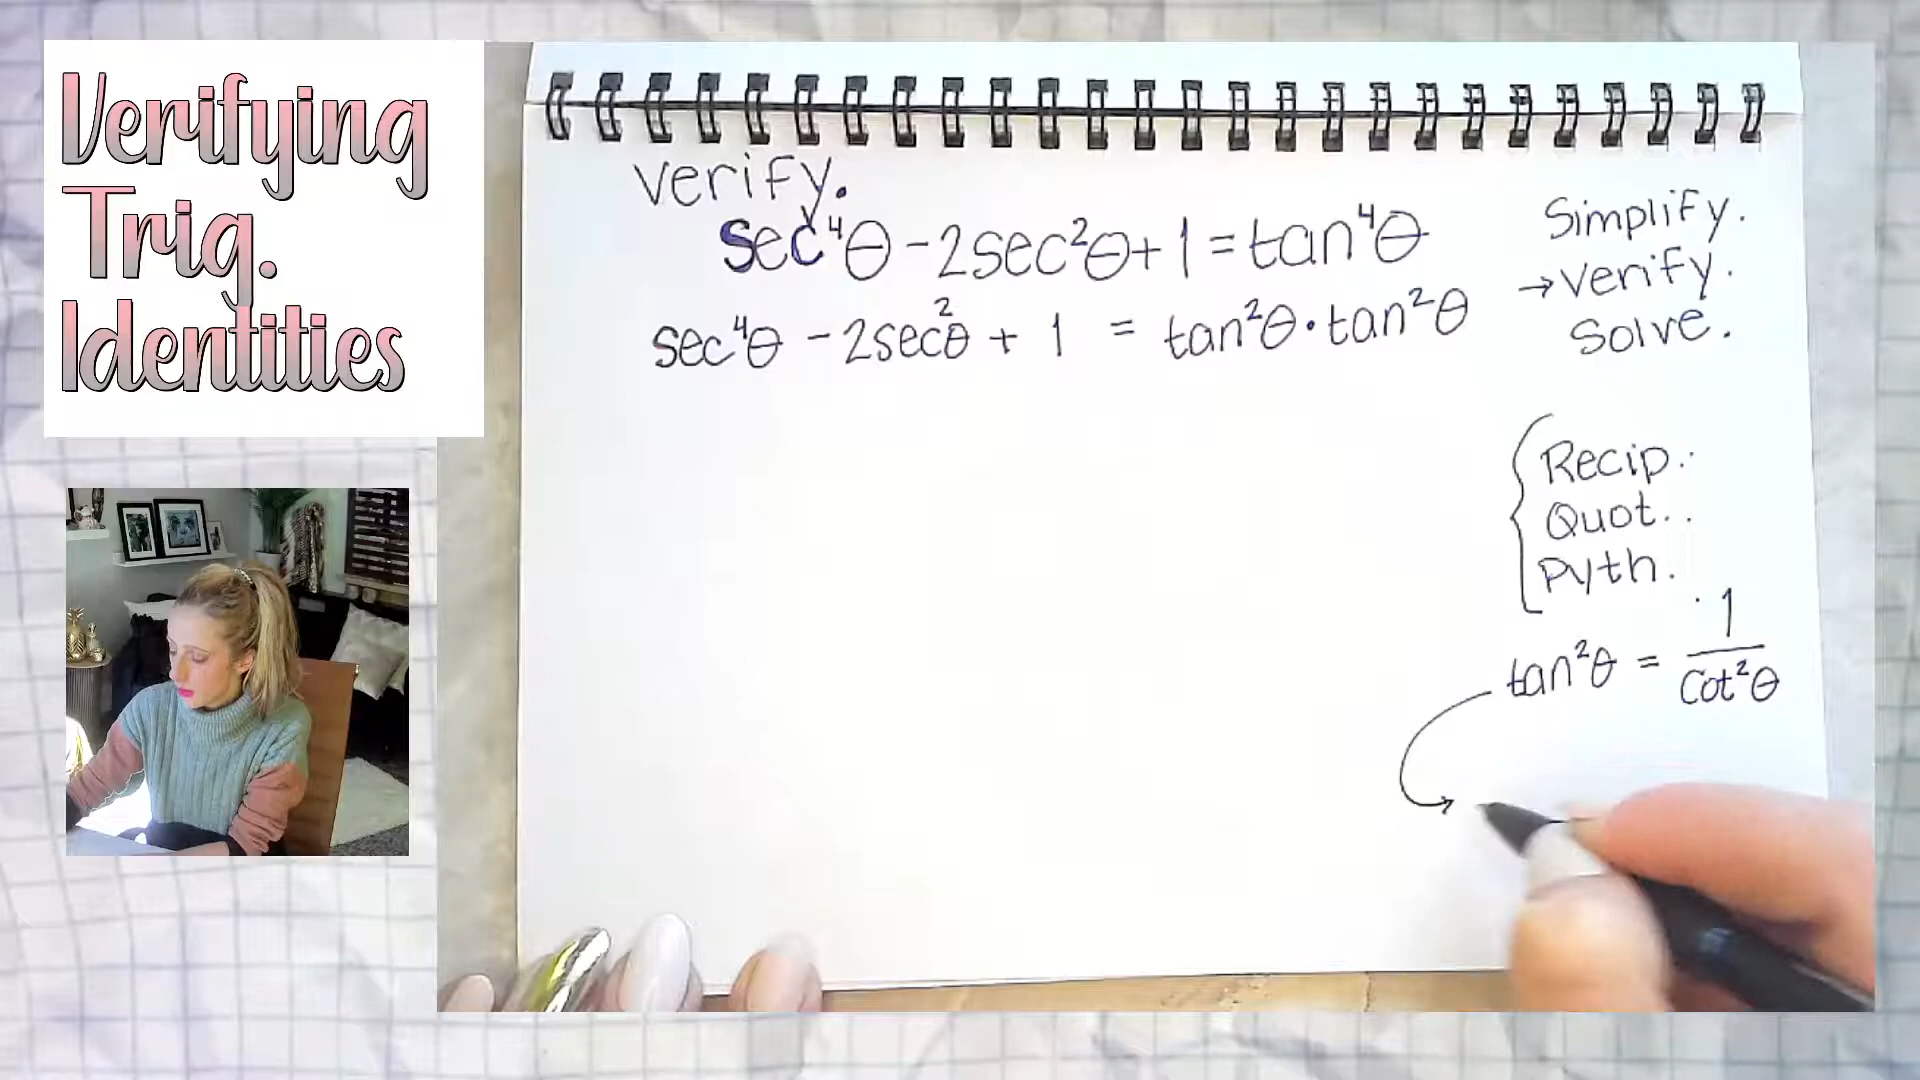 Verifying
Trig.
Identities
verify.
sec⁴θ - 2sec²θ + 1 = tan⁴θ
sec⁴θ - 2sec²θ + 1 = tan²θ · tan²θ
Simplify.
→ verify.
Solve.
Recip.
Quot.
Pyth.
tan²θ = 1/cot²θ